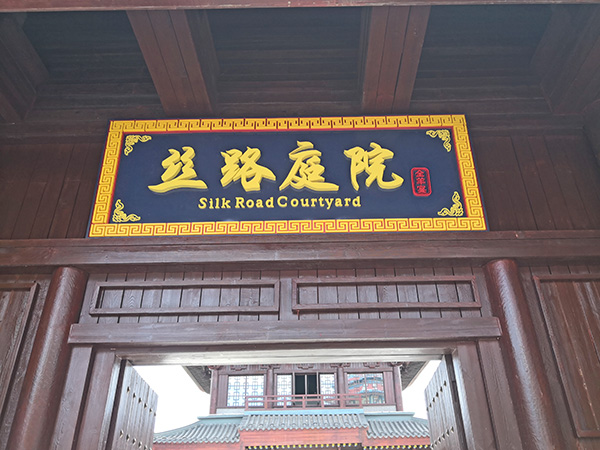 丝路庭院
Silk Road Courtyard